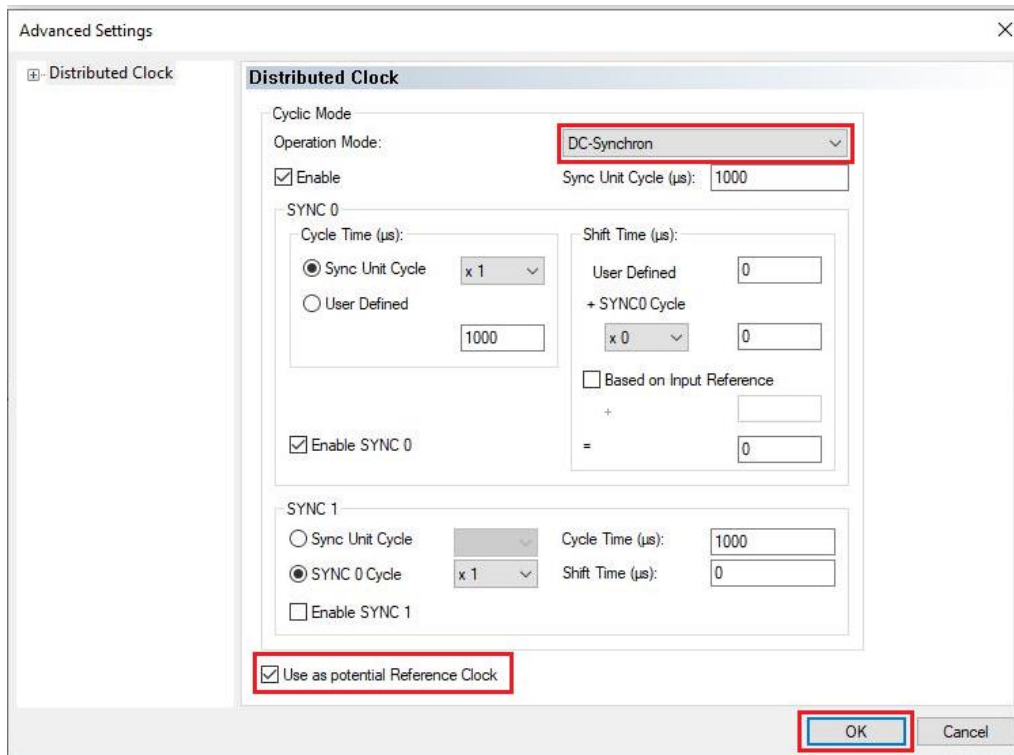 Advanced Settings
Distributed Clock
Distributed Clock
Cyclic Mode
Operation Mode: DC-Synchron
Enable Sync Unit Cycle (µs): 1000
SYNC 0
Cycle Time (µs):
Sync Unit Cycle x 1
User Defined
1000
Enable SYNC 0
Shift Time (µs):
User Defined 0
+ SYNC0 Cycle
x 0 0
Based on Input Reference
+
= 0
SYNC 1
Sync Unit Cycle Cycle Time (µs): 1000
SYNC 0 Cycle x 1 Shift Time (µs): 0
Enable SYNC 1
Use as potential Reference Clock
OK Cancel